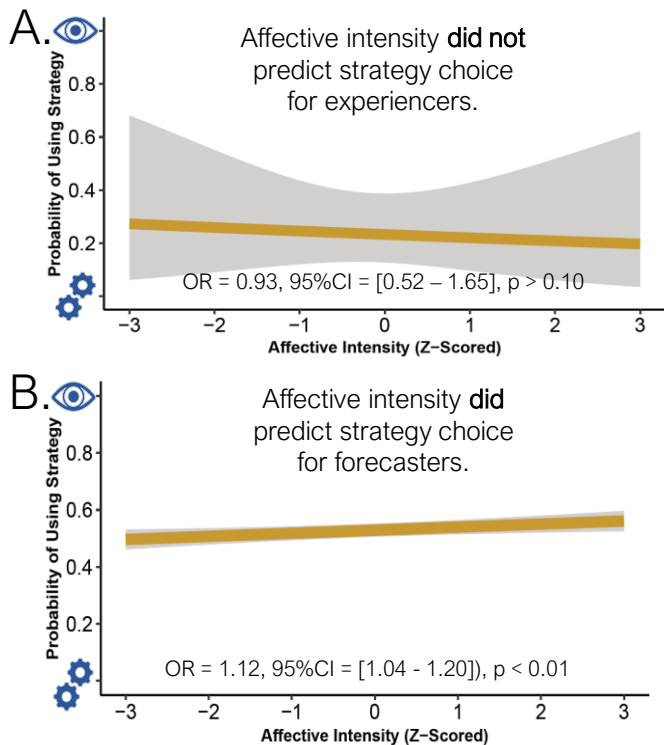 A.
Affective intensity did not
predict strategy choice
for experiencers.
Probability of Using Strategy
0.8
0.6
0.4
0.2
OR = 0.93, 95%CI = [0.52 – 1.65], p > 0.10
−3 −2 −1 0 1 2 3
Affective Intensity (Z−Scored)
B.
Affective intensity did
predict strategy choice
for forecasters.
Probability of Using Strategy
0.8
0.6
0.4
0.2
OR = 1.12, 95%CI = [1.04 - 1.20]), p < 0.01
−3 −2 −1 0 1 2 3
Affective Intensity (Z−Scored)